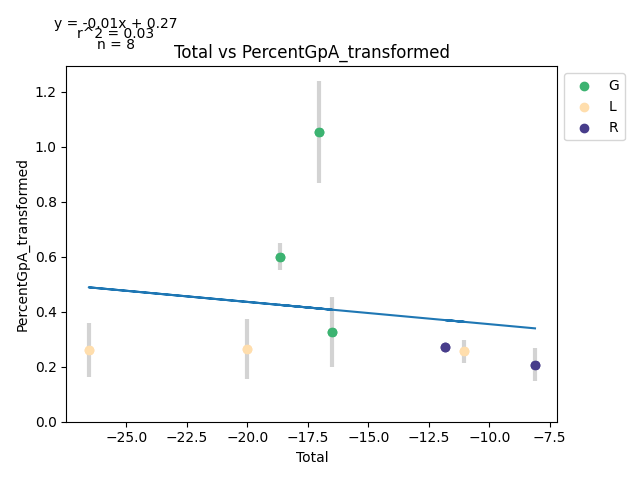 y = -0.01x + 0.27
r^2 = 0.03
n = 8
Total vs PercentGpA_transformed
G
L
R
PercentGpA_transformed
1.2
1.0
0.8
0.6
0.4
0.2
0.0
−25.0 −22.5 −20.0 −17.5 −15.0 −12.5 −10.0 −7.5
Total